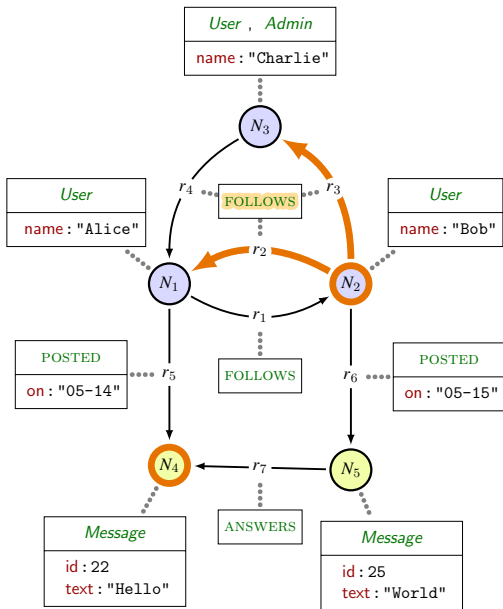 User , Admin
name : "Charlie"
N3
r4
FOLLOWS
r3
User
name : "Alice"
User
name : "Bob"
r2
N1
N2
r1
POSTED
on : "05-14"
r5
FOLLOWS
r6
POSTED
on : "05-15"
N4
r7
N5
ANSWERS
Message
id : 22
text : "Hello"
Message
id : 25
text : "World"